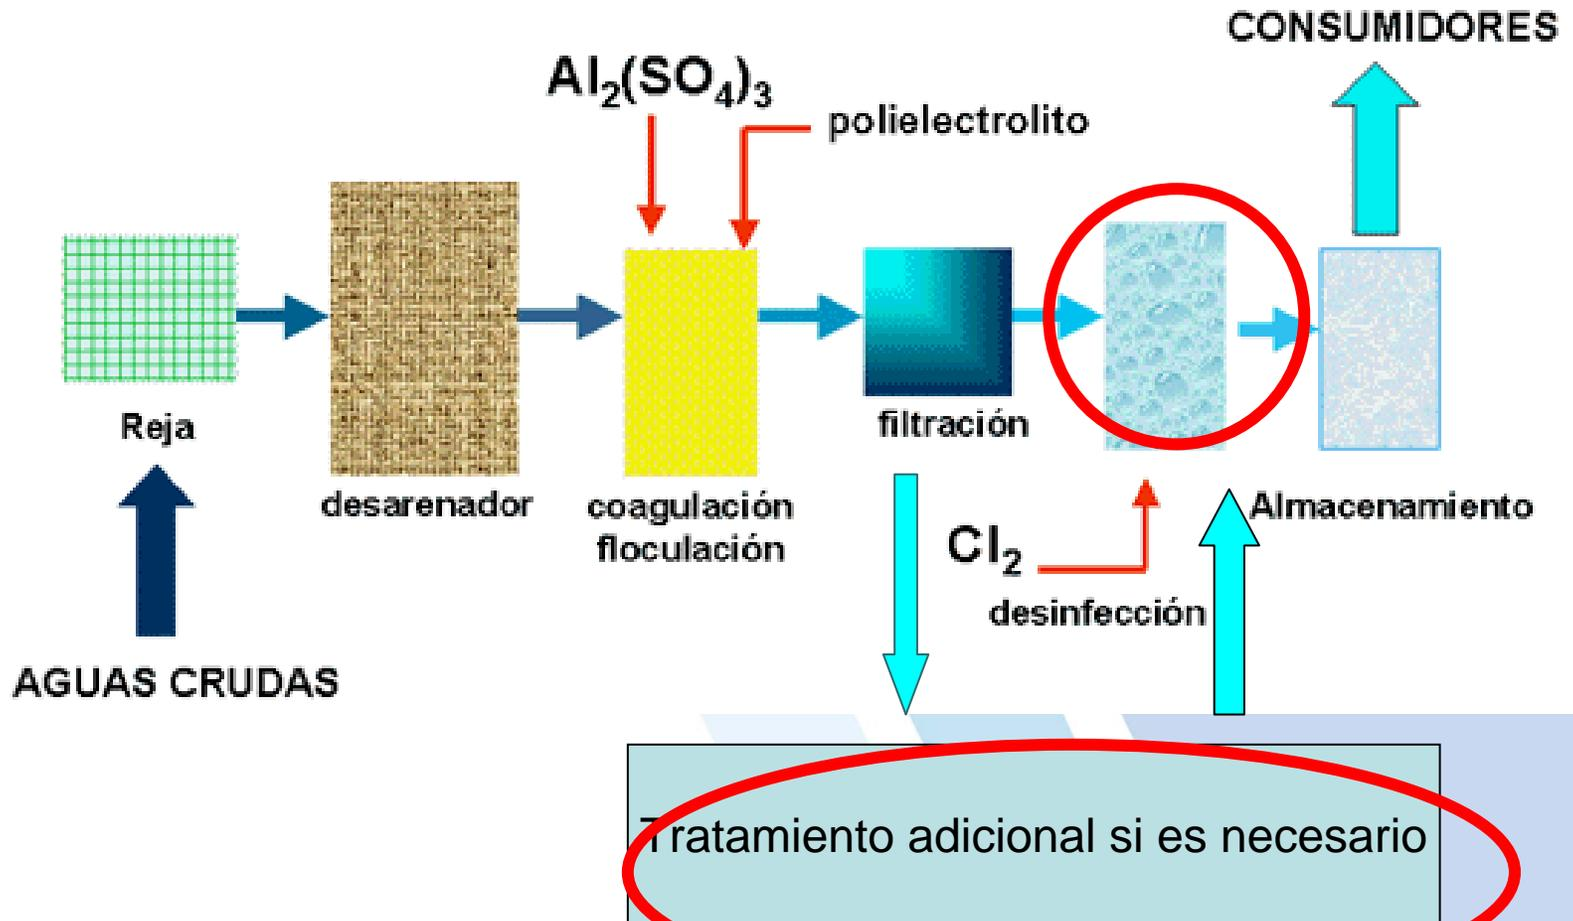 CONSUMIDORES
Al₂(SO₄)₃
polielectrolito
Reja
filtración
desarenador
coagulación
floculación
Almacenamiento
Cl₂
desinfección
AGUAS CRUDAS
Tratamiento adicional si es necesario